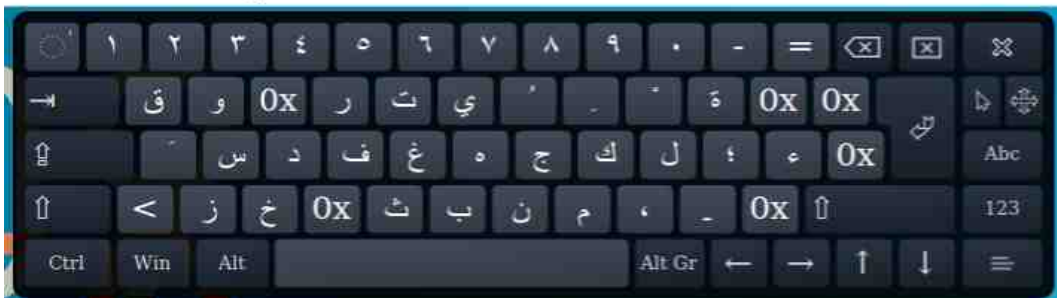 ١ ٢ ٣ ٤ ٥ ٦ ٧ ٨ ٩ ٠ - =
ق و 0x ر ت ي ُ ِ ْ ة 0x 0x
َ س د ف غ ه ج ك ل ؛ ء 0x Abc
< ز خ 0x ث ب ن م ، _ 0x 123
Ctrl Win Alt Alt Gr ← → ↑ ↓